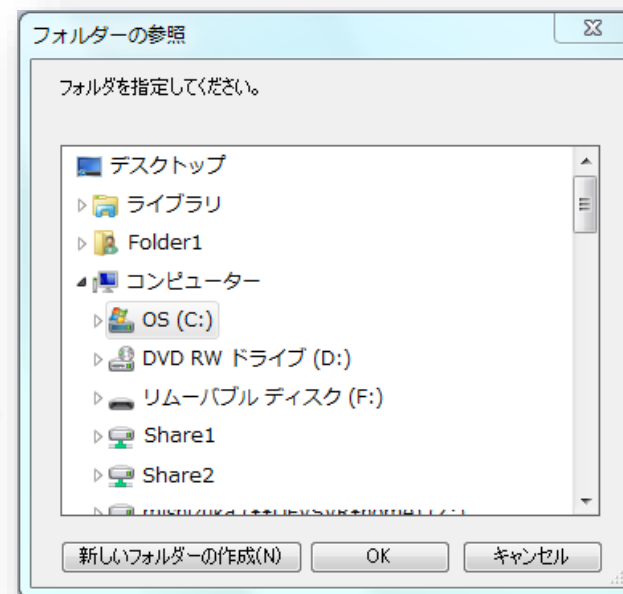 フォルダーの参照
フォルダを指定してください。
デスクトップ
ライブラリ
Folder1
コンピューター
OS (C:)
DVD RW ドライブ (D:)
リムーバブル ディスク (F:)
Share1
Share2
新しいフォルダーの作成(N)
OK
キャンセル